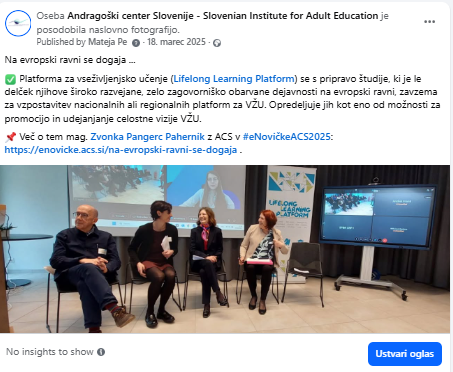 Oseba Andragoški center Slovenije - Slovenian Institute for Adult Education je
posodobila naslovno fotografijo.
Published by Mateja Pe · 18. marec 2025 ·
Na evropski ravni se dogaja ...
✅ Platforma za vseživljenjsko učenje (Lifelong Learning Platform) se s pripravo študije, ki je le
delček njihove široko razvejane, zelo zagovorniško obarvane dejavnosti na evropski ravni, zavzema
za vzpostavitev nacionalnih ali regionalnih platform za VŽU. Opredeljuje jih kot eno od možnosti za
promocijo in udejanjanje celostne vizije VŽU.
📌 Več o tem mag. Zvonka Pangerc Pahernik z ACS v #eNovičkeACS2025:
https://enovicke.acs.si/na-evropski-ravni-se-dogaja .
LIFELONG
LEARNING
PLATFORM
No insights to show
Ustvari oglas